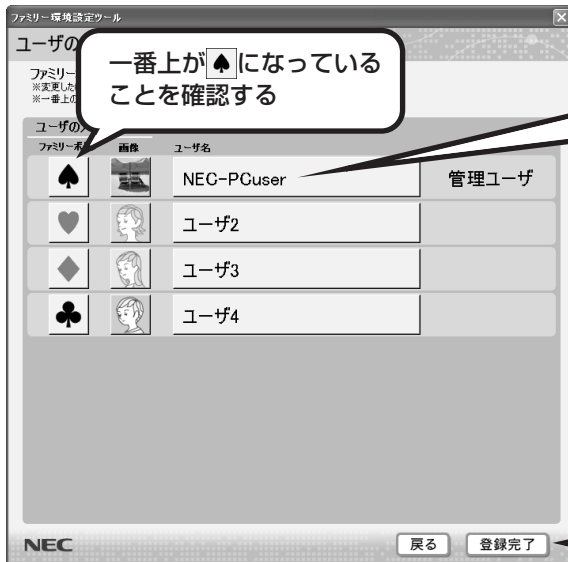 ファミリー環境設定ツール
ユーザの
一番上が♠になっている
ことを確認する
ファミリー
※変更した
※一番上の
ユーザの
ファミリーボ 画像 ユーザ名
NEC-PCuser 管理ユーザ
ユーザ2
ユーザ3
ユーザ4
NEC 戻る 登録完了